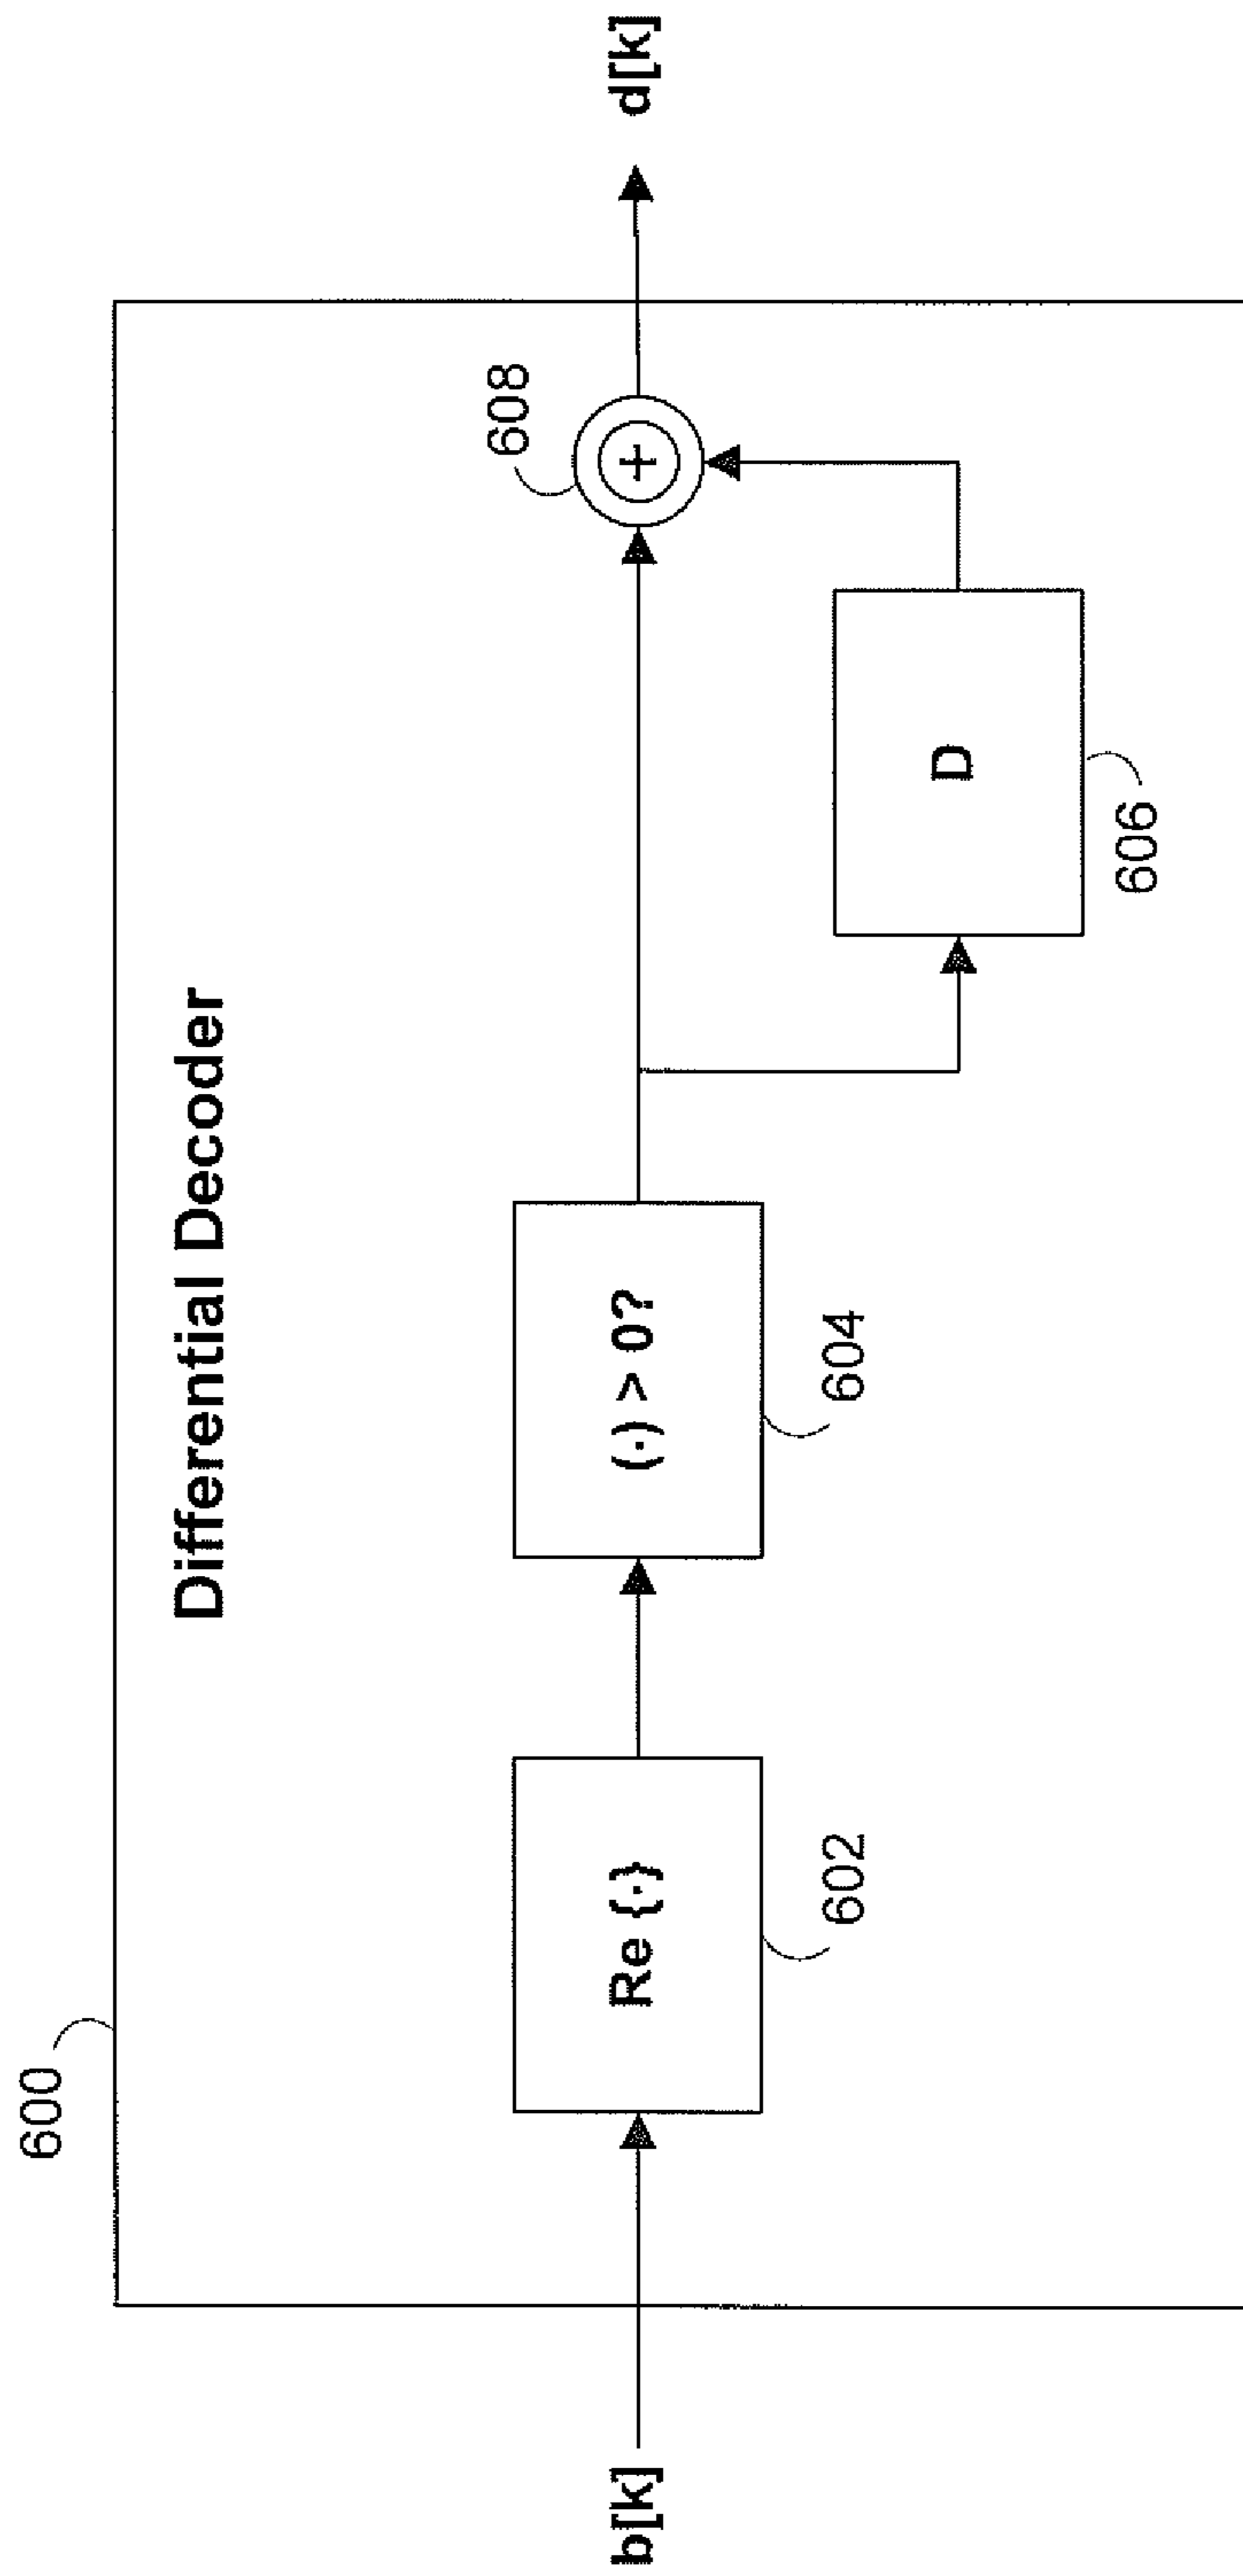 600
Differential Decoder
b[k]
Re {·}
602
(·) > 0?
604
D
606
+
608
d[k]